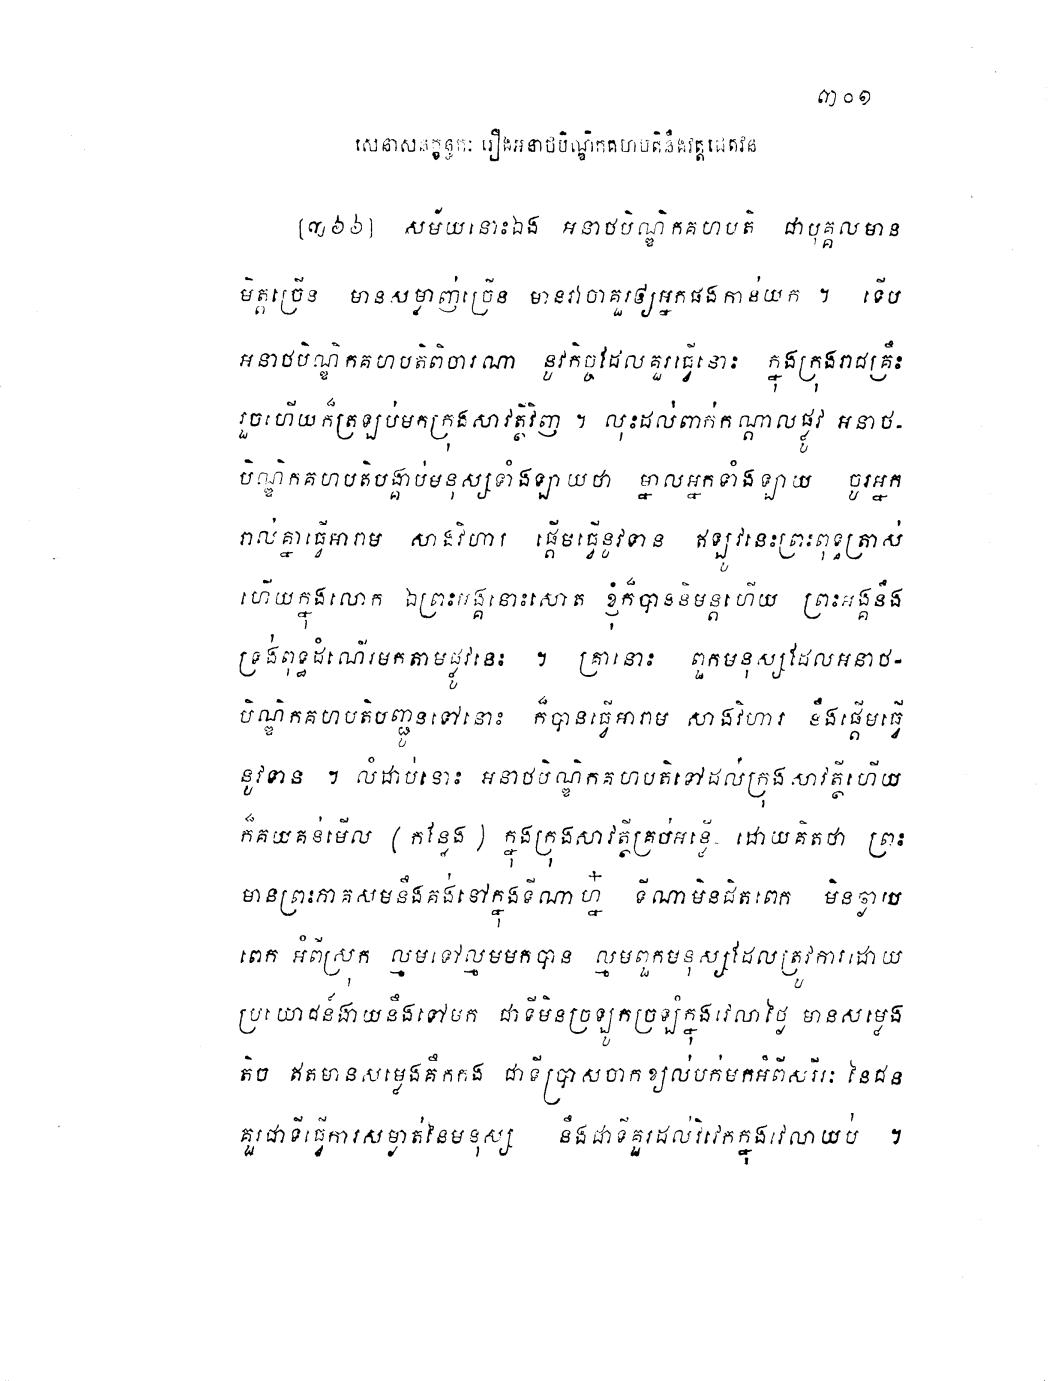 ៣០១
សេនាសនក្ខន្ធកៈ រឿងអនាថបិណ្ឌិកគហបតិនឹងវត្តជេតវន
[៣៦៦] សម័យនោះឯង អនាថបិណ្ឌិកគហបតិ ជាបុគ្គលមាន
មិត្តច្រើន មានសម្លាញ់ច្រើន មានវាចាគួរឲ្យអ្នកផងកាន់យក ។ ទើប
អនាថបិណ្ឌិកគហបតិពិចារណា នូវកិច្ចដែលគួរធ្វើនោះ ក្នុងក្រុងរាជគ្រឹះ
រួចហើយក៏ត្រឡប់មកក្រុងសាវត្ថីវិញ ។ លុះដល់ពាក់កណ្តាលផ្លូវ អនាថ-
បិណ្ឌិកគហបតិបង្គាប់មនុស្សទាំងឡាយថា ម្នាលអ្នកទាំងឡាយ ចូរអ្នក
រាល់គ្នាធ្វើអារាម សាងវិហារ ផ្តើមធ្វើនូវទាន ឥឡូវនេះព្រះពុទ្ធត្រាស់
ហើយក្នុងលោក ឯព្រះអង្គនោះសោត ខ្ញុំក៏បាននិមន្តហើយ ព្រះអង្គនឹង
ទ្រង់ពុទ្ធដំណើរមកតាមផ្លូវនេះ ។ គ្រានោះ ពួកមនុស្សដែលអនាថ-
បិណ្ឌិកគហបតិបញ្ជូនទៅនោះ ក៏បានធ្វើអារាម សាងវិហារ នឹងផ្តើមធ្វើ
នូវទាន ។ លំដាប់នោះ អនាថបិណ្ឌិកគហបតិទៅដល់ក្រុងសាវត្ថីហើយ
ក៏គយគន់មើល (កន្លែង) ក្នុងក្រុងសាវត្ថីគ្រប់អន្លើ ដោយគិតថា ព្រះ
មានព្រះភាគសមនឹងគង់នៅក្នុងទីណាហ្ន៎ ទីណាមិនជិតពេក មិនឆ្ងាយ
ពេក អំពីស្រុក ល្មមទៅល្មមមកបាន ល្មមពួកមនុស្សដែលត្រូវការដោយ
ប្រយោជន៍ងាយនឹងទៅមក ជាទីមិនច្រឡូកច្រឡំក្នុងវេលាថ្ងៃ មានសម្លេង
តិច ឥតមានសម្លេងគឹកកង ជាទីប្រាសចាកខ្យល់បក់មកអំពីសរីរៈ នៃជន
គួរជាទីធ្វើការសម្ងាត់នៃមនុស្ស នឹងជាទីគួរដល់វិវេកក្នុងវេលាយប់ ។